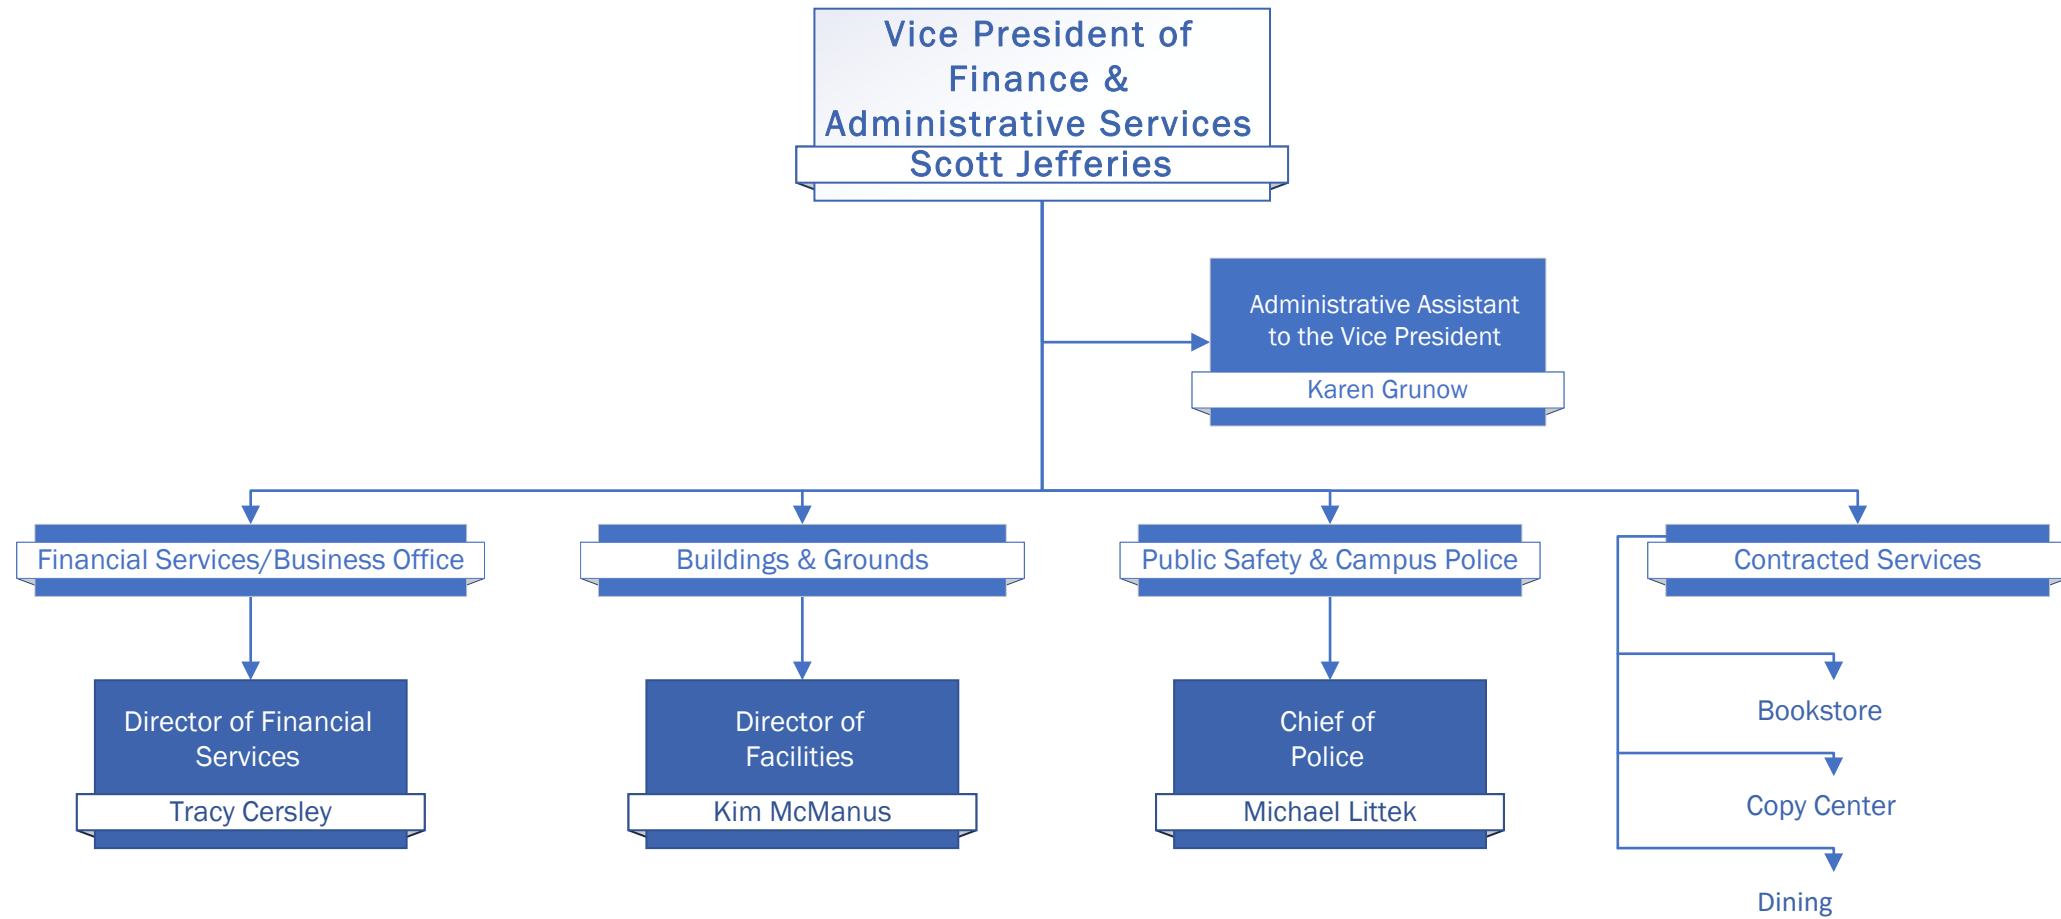 Vice President of
Finance &
Administrative Services
Scott Jefferies
Administrative Assistant
to the Vice President
Karen Grunow
Financial Services/Business Office
Buildings & Grounds
Public Safety & Campus Police
Contracted Services
Director of Financial
Services
Tracy Cersley
Director of
Facilities
Kim McManus
Chief of
Police
Michael Littek
Bookstore
Copy Center
Dining